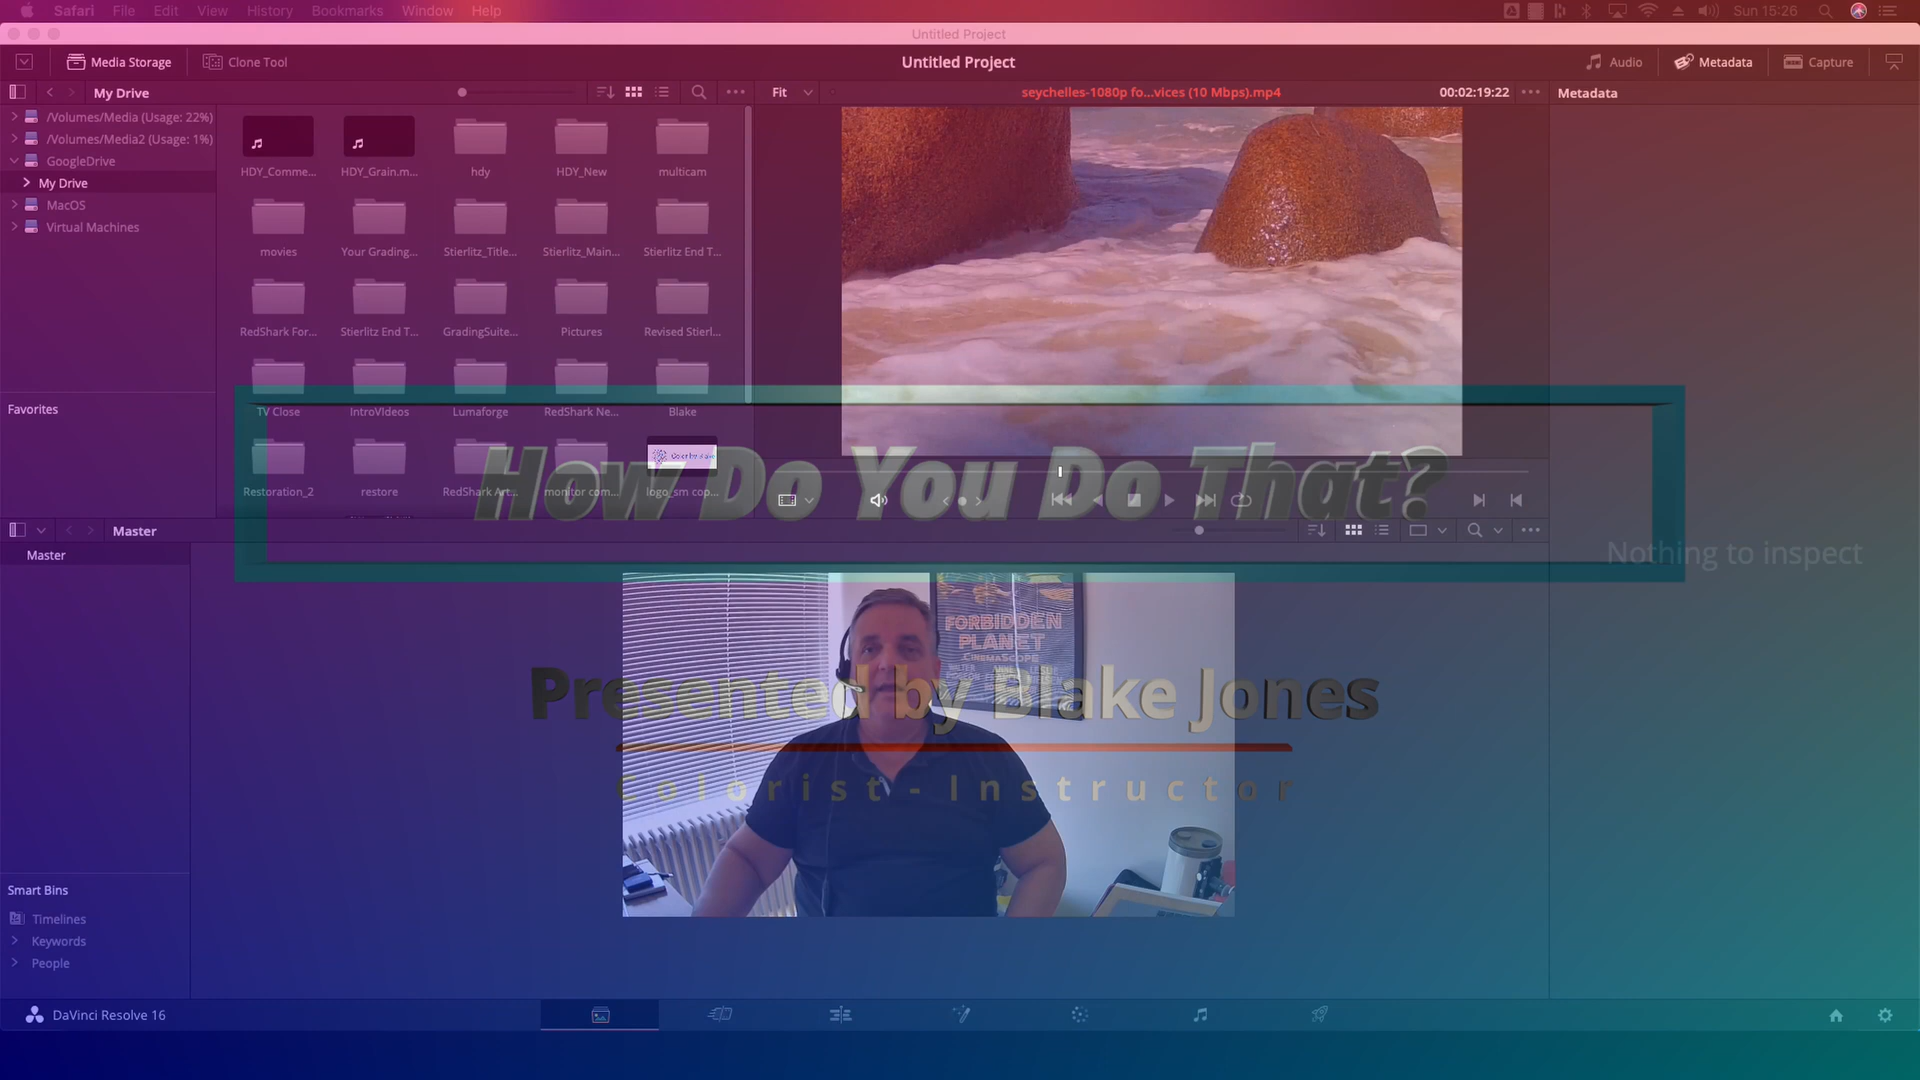 Safari File Edit View History Bookmarks Window Help Sun 15:26
Untitled Project
Media Storage Clone Tool Untitled Project Audio Metadata Capture
My Drive Fit seychelles-1080p fo...vices (10 Mbps).mp4 00:02:19:22 Metadata
/Volumes/Media (Usage: 22%)
/Volumes/Media2 (Usage: 1%)
GoogleDrive
My Drive
MacOS
Virtual Machines
HDY_Comme... HDY_Grain.m... hdy HDY_New multicam
movies Your Grading... Stierlitz_Title... Stierlitz_Main... Stierlitz End T...
RedShark For... Stierlitz End T... GradingSuite... Pictures Revised Stierl...
TV Close IntroVIdeos Lumaforge RedShark Ne... Blake
Restoration_2 restore RedShark Art... monitor com... logo_sm cop...
Favorites
How Do You Do That?
Master
Master
Nothing to inspect
FORBIDDEN
PLANET
CINEMASCOPE
Presented by Blake Jones
Colorist-Instructor
Smart Bins
Timelines
Keywords
People
DaVinci Resolve 16